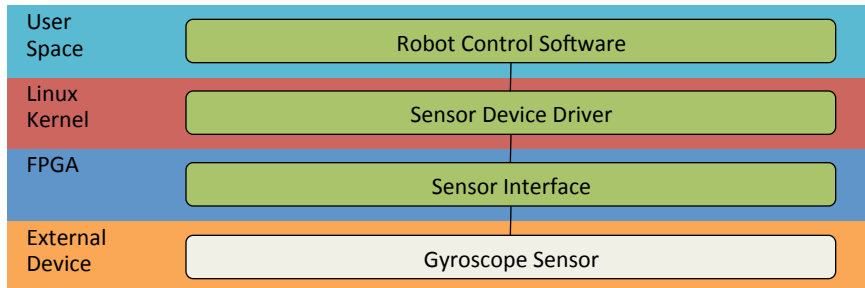 User
Space
Robot Control Software
Linux
Kernel
Sensor Device Driver
FPGA
Sensor Interface
External
Device
Gyroscope Sensor